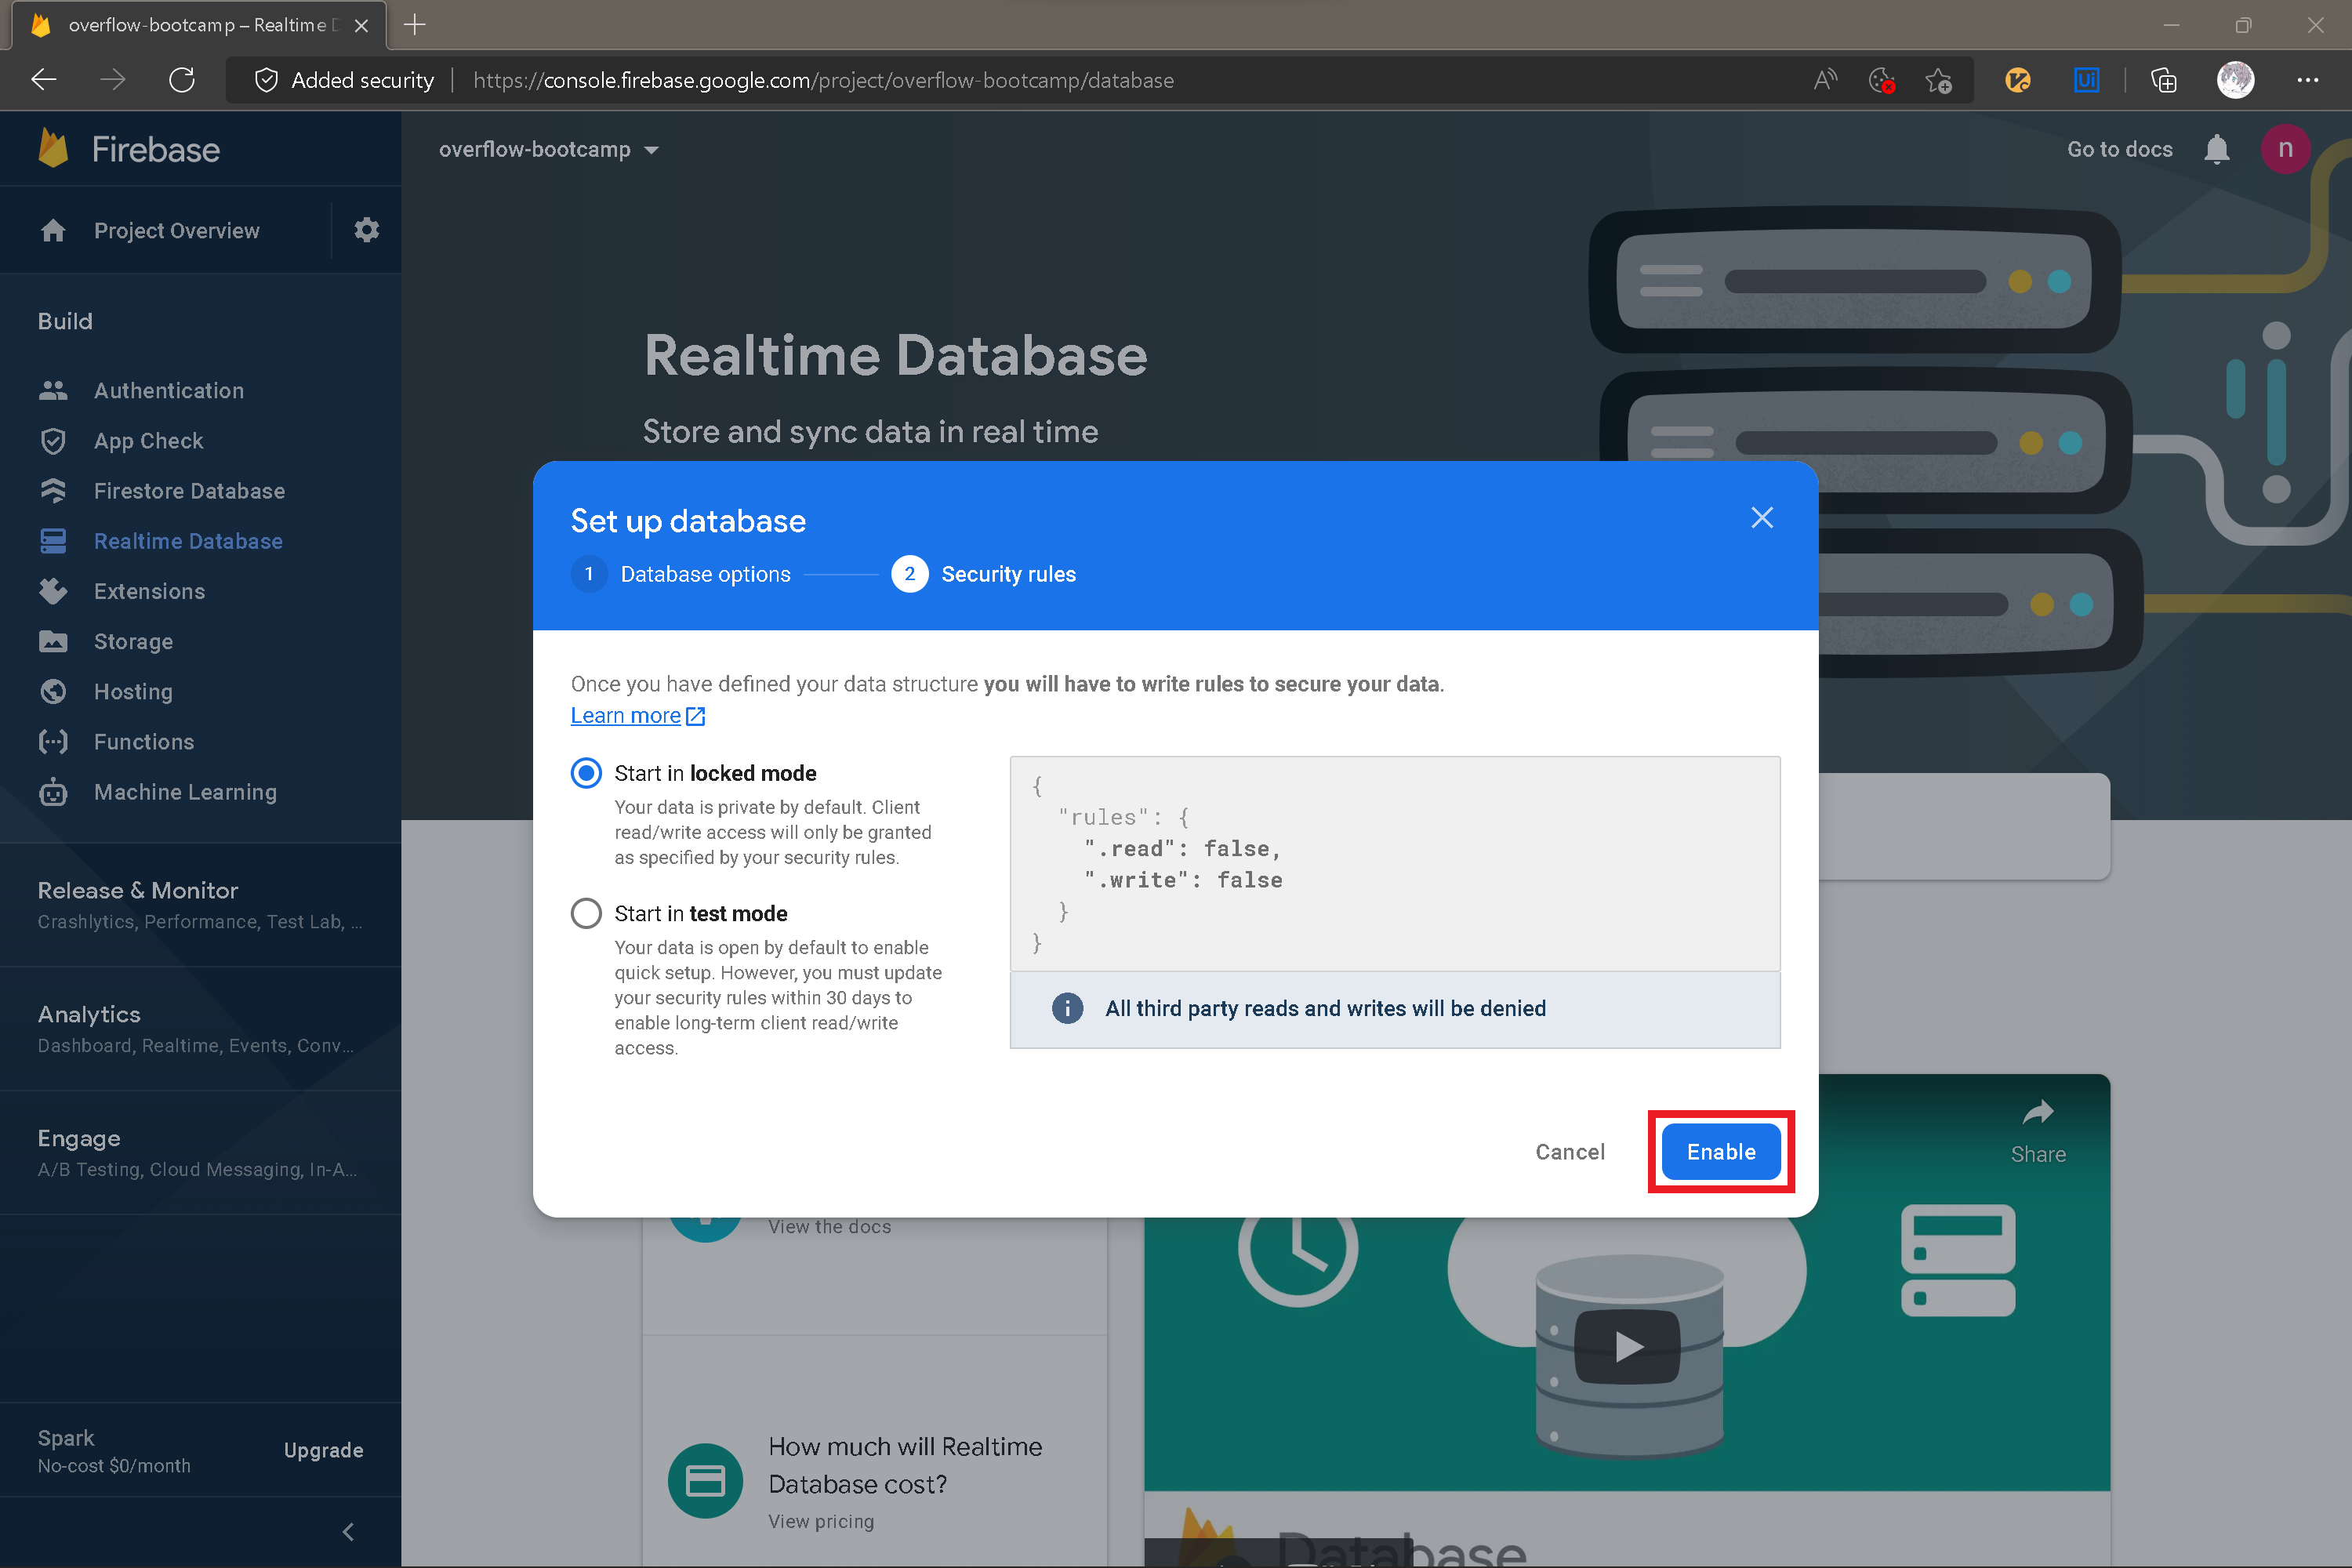 overflow-bootcamp – Realtime
Added security
https://console.firebase.google.com/project/overflow-bootcamp/database
Firebase
overflow-bootcamp
Go to docs
n
Project Overview
Build
Authentication
App Check
Firestore Database
Realtime Database
Extensions
Storage
Hosting
Functions
Machine Learning
Release & Monitor
Crashlytics, Performance, Test Lab, ...
Analytics
Dashboard, Realtime, Events, Conv...
Engage
A/B Testing, Cloud Messaging, In-A...
Spark
No-cost $0/month
Upgrade
Realtime Database
Store and sync data in real time
Set up database
1 Database options
2 Security rules
Once you have defined your data structure you will have to write rules to secure your data.
Learn more
Start in locked mode
Your data is private by default. Client
read/write access will only be granted
as specified by your security rules.
Start in test mode
Your data is open by default to enable
quick setup. However, you must update
your security rules within 30 days to
enable long-term client read/write
access.
{
"rules": {
".read": false,
".write": false
}
}
All third party reads and writes will be denied
Cancel
Enable
View the docs
How much will Realtime
Database cost?
View pricing
Share
Database